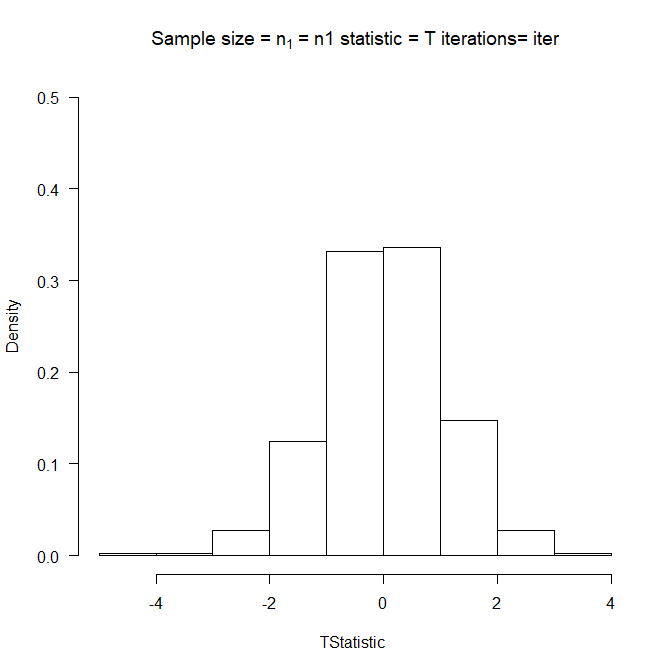 Sample size = n₁ = n1 statistic = T iterations= iter
0.5
0.4
0.3
0.2
0.1
0.0
Density
-4 -2 0 2 4
TStatistic